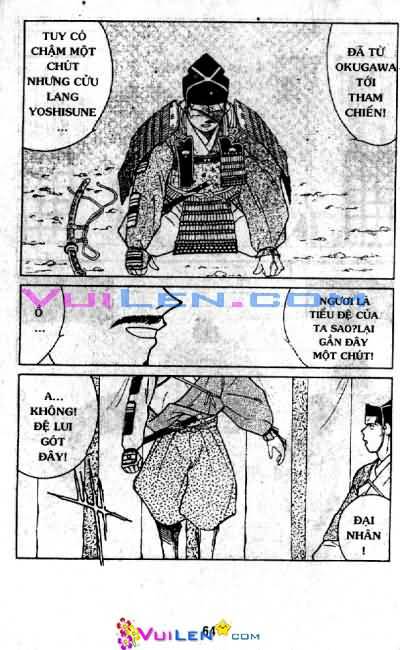 TUY CÓ
CHẬM MỘT
CHÚT
NHƯNG CỬU
LANG
YOSHISUNE
...
ĐÃ TỪ
OKUGAWA
TỚI
THAM
CHIẾN!
VuiLen.com
Ồ
...
NGƯƠI LÀ
TIỂU ĐỆ CỦA
TA SAO?LẠI
GẦN ĐÂY
MỘT CHÚT!
A...
KHÔNG!
ĐỆ LUI
GÓT
ĐÂY!
ĐẠI
NHÂN
!
64
VuiLen.com